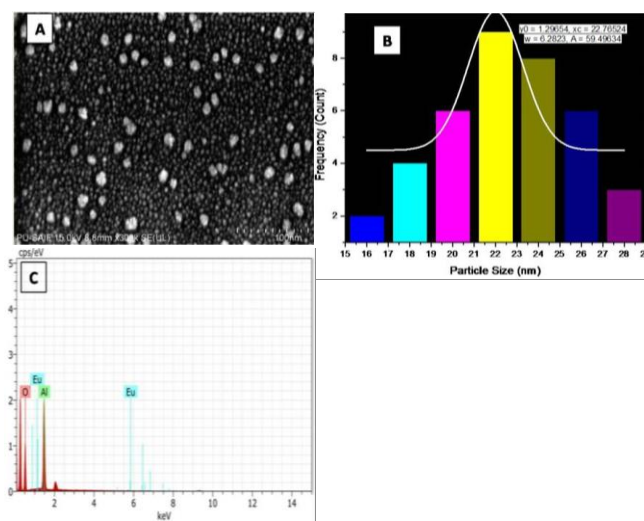 A
100nm
B
y0 = 1.29654, xc = 22.76524
w = 6.2823, A = 59.49634
Frequency (Count)
8
6
4
2
15 16 17 18 19 20 21 22 23 24 25 26 27 28
Particle Size (nm)
cps/eV
C
5
4
3
2
1
0
Eu
O Al Eu
2 4 6 8 10 12 14
keV